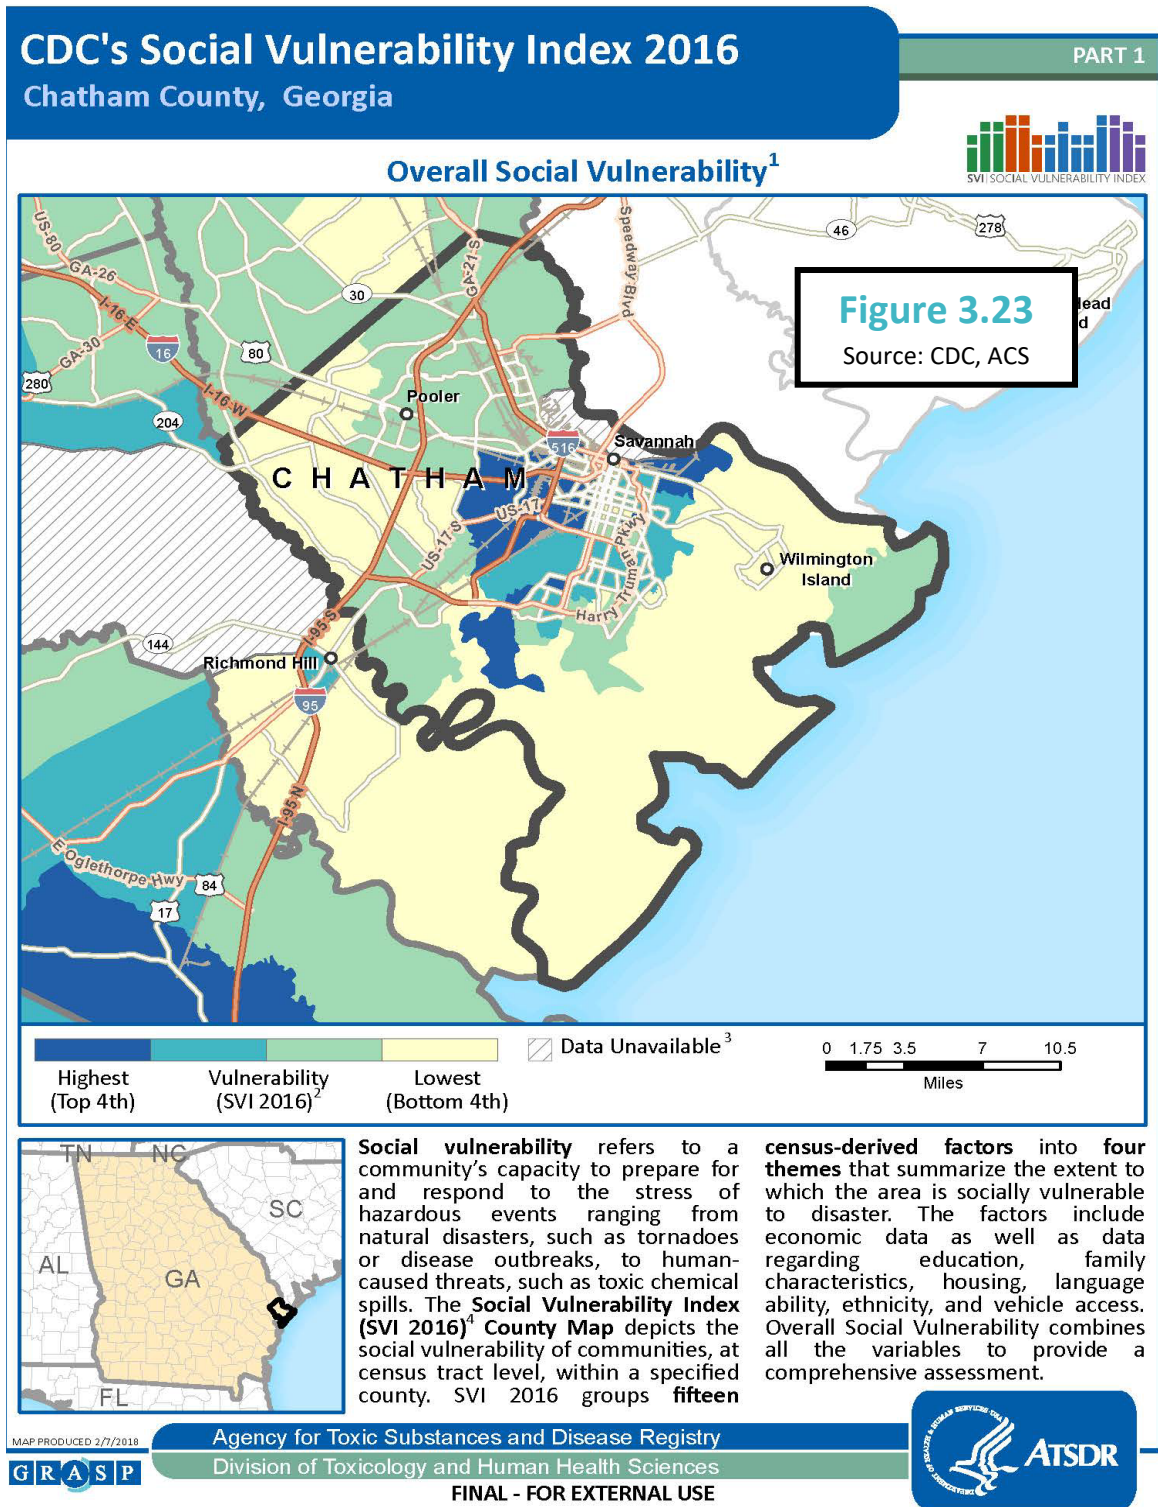 CDC's Social Vulnerability Index 2016
Chatham County, Georgia
PART 1
SVI SOCIAL VULNERABILITY INDEX
Overall Social Vulnerability1
Figure 3.23
Source: CDC, ACS
US-80
GA-26
I-16-E
GA-30
16
280
80
30
204
I-16-W
GA-21-S
Speedway Blvd
46
278
lead
d
Pooler
516
Savannah
CHATHAM
US-17
US-17-S
Harry Truman Pkwy
Wilmington
Island
I-95-S
144
Richmond Hill
95
I-95-N
E Oglethorpe Hwy
84
17
Highest
(Top 4th)
Vulnerability
(SVI 2016)2
Lowest
(Bottom 4th)
Data Unavailable3
0 1.75 3.5 7 10.5
Miles
TN
NC
SC
AL
GA
FL
Social vulnerability refers to a
community's capacity to prepare for
and respond to the stress of
hazardous events ranging from
natural disasters, such as tornadoes
or disease outbreaks, to human-
caused threats, such as toxic chemical
spills. The Social Vulnerability Index
(SVI 2016)4 County Map depicts the
social vulnerability of communities, at
census tract level, within a specified
county. SVI 2016 groups fifteen
census-derived factors into four
themes that summarize the extent to
which the area is socially vulnerable
to disaster. The factors include
economic data as well as data
regarding education, family
characteristics, housing, language
ability, ethnicity, and vehicle access.
Overall Social Vulnerability combines
all the variables to provide a
comprehensive assessment.
MAP PRODUCED 2/7/2018
GRASP
Agency for Toxic Substances and Disease Registry
Division of Toxicology and Human Health Sciences
FINAL - FOR EXTERNAL USE
DEPARTMENT OF HEALTH & HUMAN SERVICES·USA
ATSDR